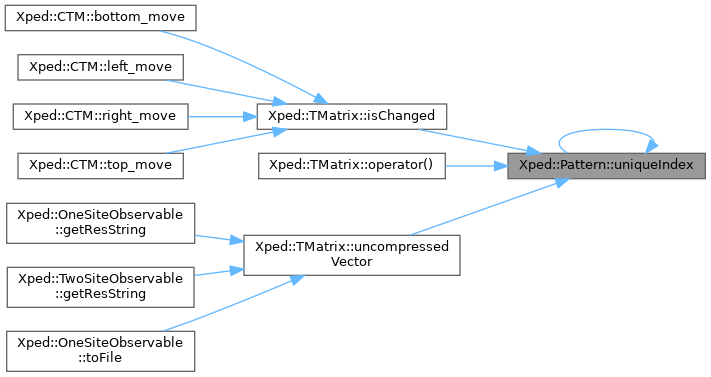 Xped::CTM::bottom_move
Xped::CTM::left_move
Xped::CTM::right_move
Xped::CTM::top_move
Xped::TMatrix::isChanged
Xped::TMatrix::operator()
Xped::Pattern::uniqueIndex
Xped::OneSiteObservable
::getResString
Xped::TwoSiteObservable
::getResString
Xped::OneSiteObservable
::toFile
Xped::TMatrix::uncompressed
Vector